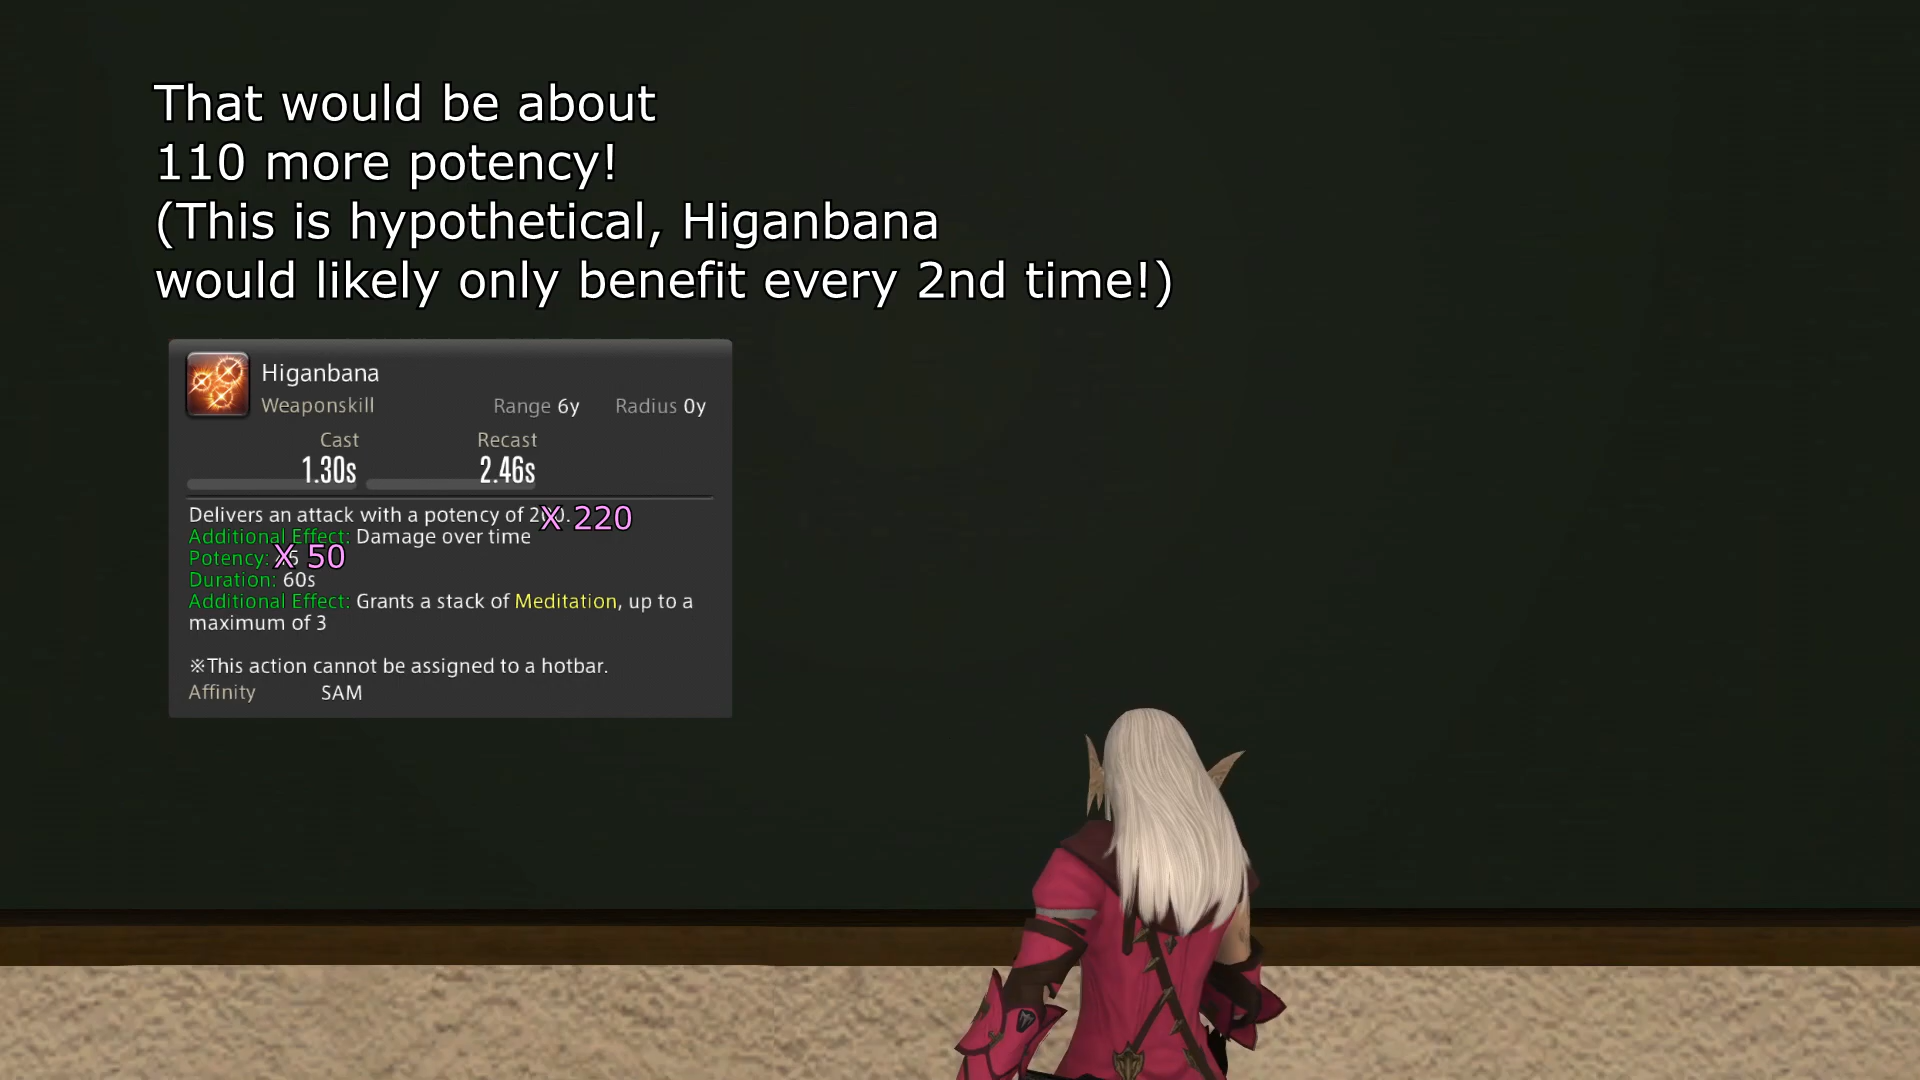 That would be about
110 more potency!
(This is hypothetical, Higanbana
would likely only benefit every 2nd time!)
Higanbana
Weaponskill Range 6y Radius 0y
Cast Recast
1.30s 2.46s
Delivers an attack with a potency of X 220
Additional Effect: Damage over time
Potency: X 50
Duration: 60s
Additional Effect: Grants a stack of Meditation, up to a
maximum of 3
※This action cannot be assigned to a hotbar.
Affinity SAM